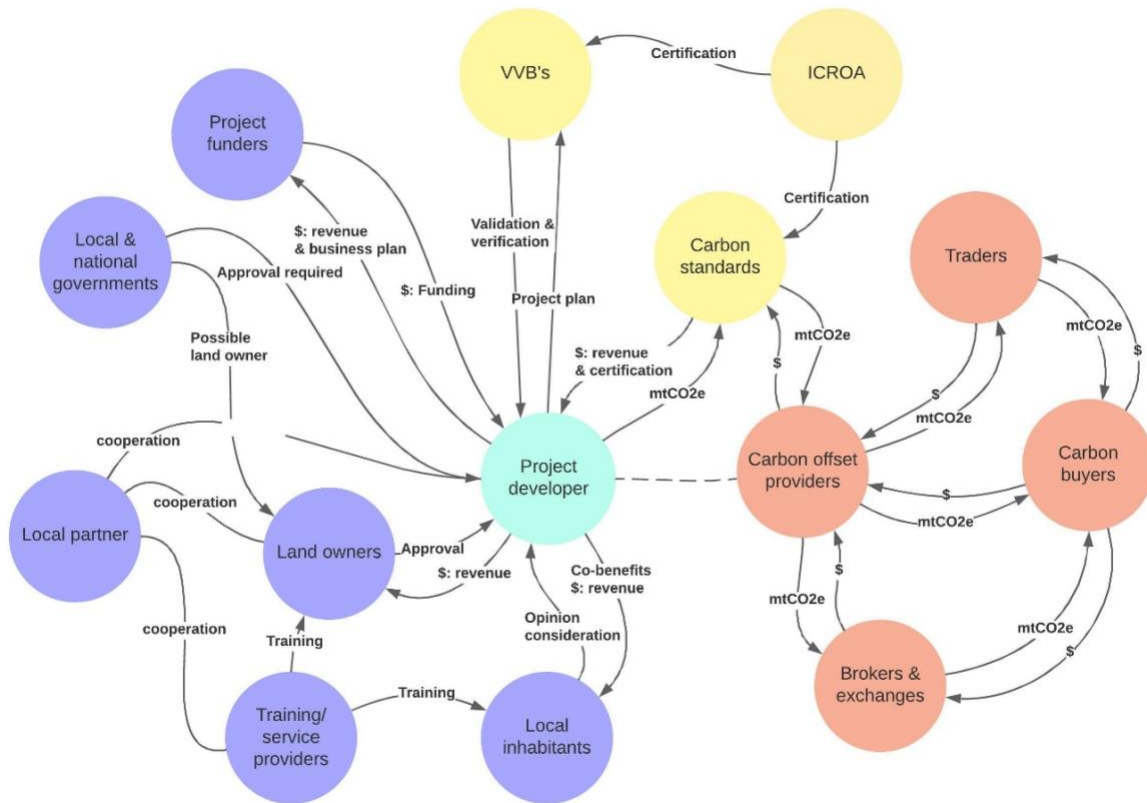 Certification
VVB's
ICROA
Project
funders
Certification
$: revenue
& business plan
Validation &
verification
Local &
national
governments
Carbon
standards
Traders
Approval required
$: Funding
Project plan
mtCO2e
mtCO2e
$
Possible
land owner
$: revenue
& certification
$
mtCO2e
$
mtCO2e
cooperation
Project
developer
Carbon offset
providers
Carbon
buyers
$
cooperation
mtCO2e
Local partner
Land owners
Approval
$: revenue
Co-benefits
$: revenue
$
mtCO2e
Opinion
consideration
cooperation
Training
mtCO2e
$
Brokers &
exchanges
Training
Training/
service
providers
Local
inhabitants